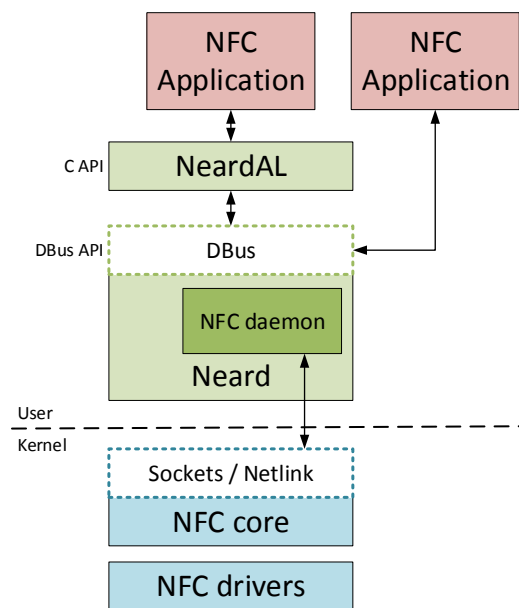 NFC
Application
NFC
Application
C API
NeardAL
DBus API
DBus
NFC daemon
Neard
User
Kernel
Sockets / Netlink
NFC core
NFC drivers